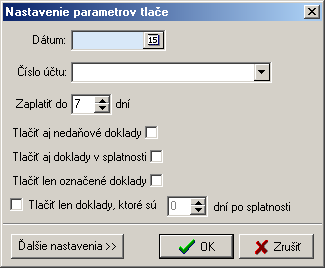 Nastavenie parametrov tlače
Dátum: 15
Číslo účtu:
Zaplatiť do 7 dní
Tlačiť aj nedaňové doklady
Tlačiť aj doklady v splatnosti
Tlačiť len označené doklady
Tlačiť len doklady, ktoré sú 0 dní po splatnosti
Ďalšie nastavenia >> OK Zrušiť